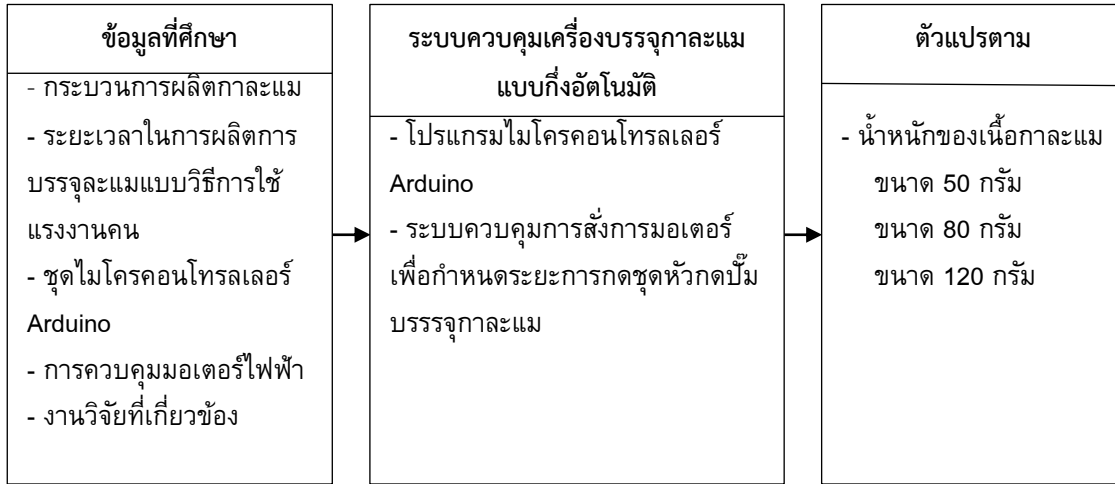 ข้อมูลที่ศึกษา
- กระบวนการผลิตกาละแม
- ระยะเวลาในการผลิตการ
บรรจุละแมแบบวิธีการใช้
แรงงานคน
- ชุดไมโครคอนโทรลเลอร์
Arduino
- การควบคุมมอเตอร์ไฟฟ้า
- งานวิจัยที่เกี่ยวข้อง
ระบบควบคุมเครื่องบรรจุกาละแม
แบบกึ่งอัตโนมัติ
- โปรแกรมไมโครคอนโทรลเลอร์
Arduino
- ระบบควบคุมการสั่งการมอเตอร์
เพื่อกำหนดระยะการกดชุดหัวกดปั๊ม
บรรรจุกาละแม
ตัวแปรตาม
- น้ำหนักของเนื้อกาละแม
ขนาด 50 กรัม
ขนาด 80 กรัม
ขนาด 120 กรัม